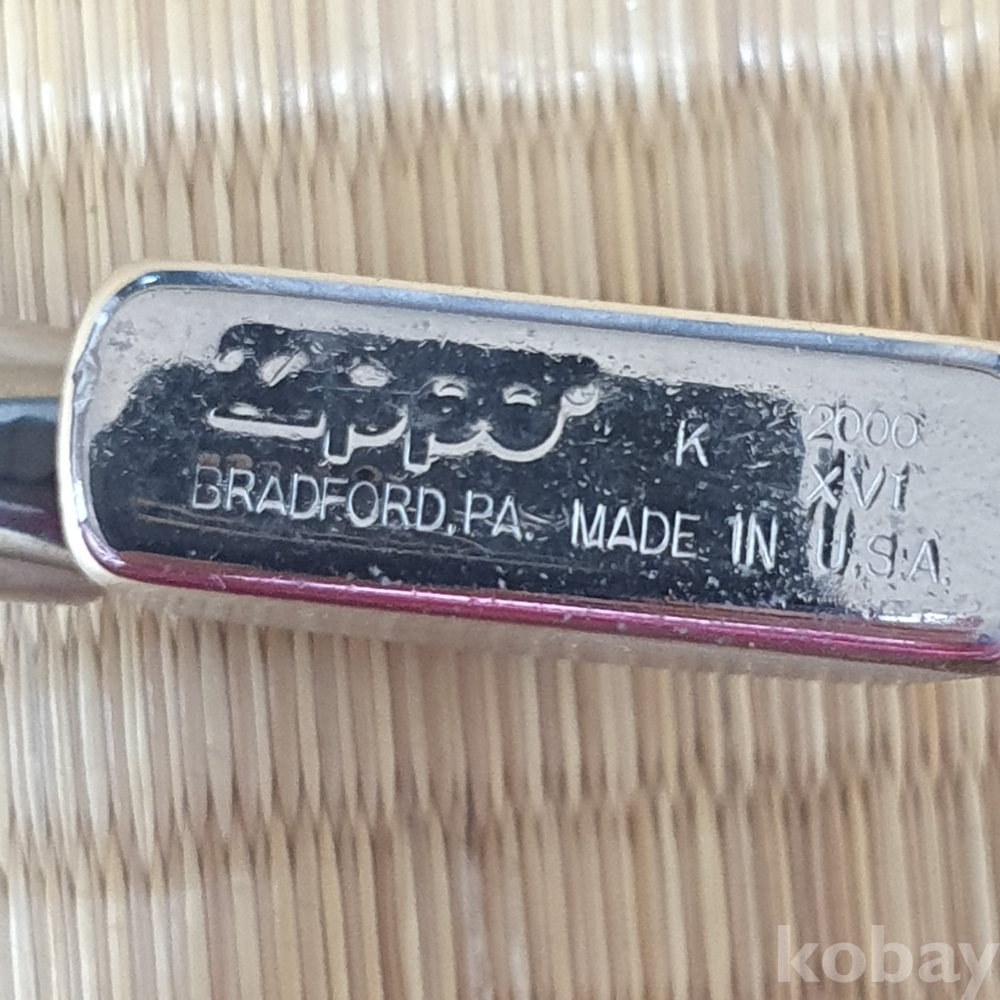 Zippo
K 2000
XVI
BRADFORD, PA. MADE IN U.S.A.
kobay